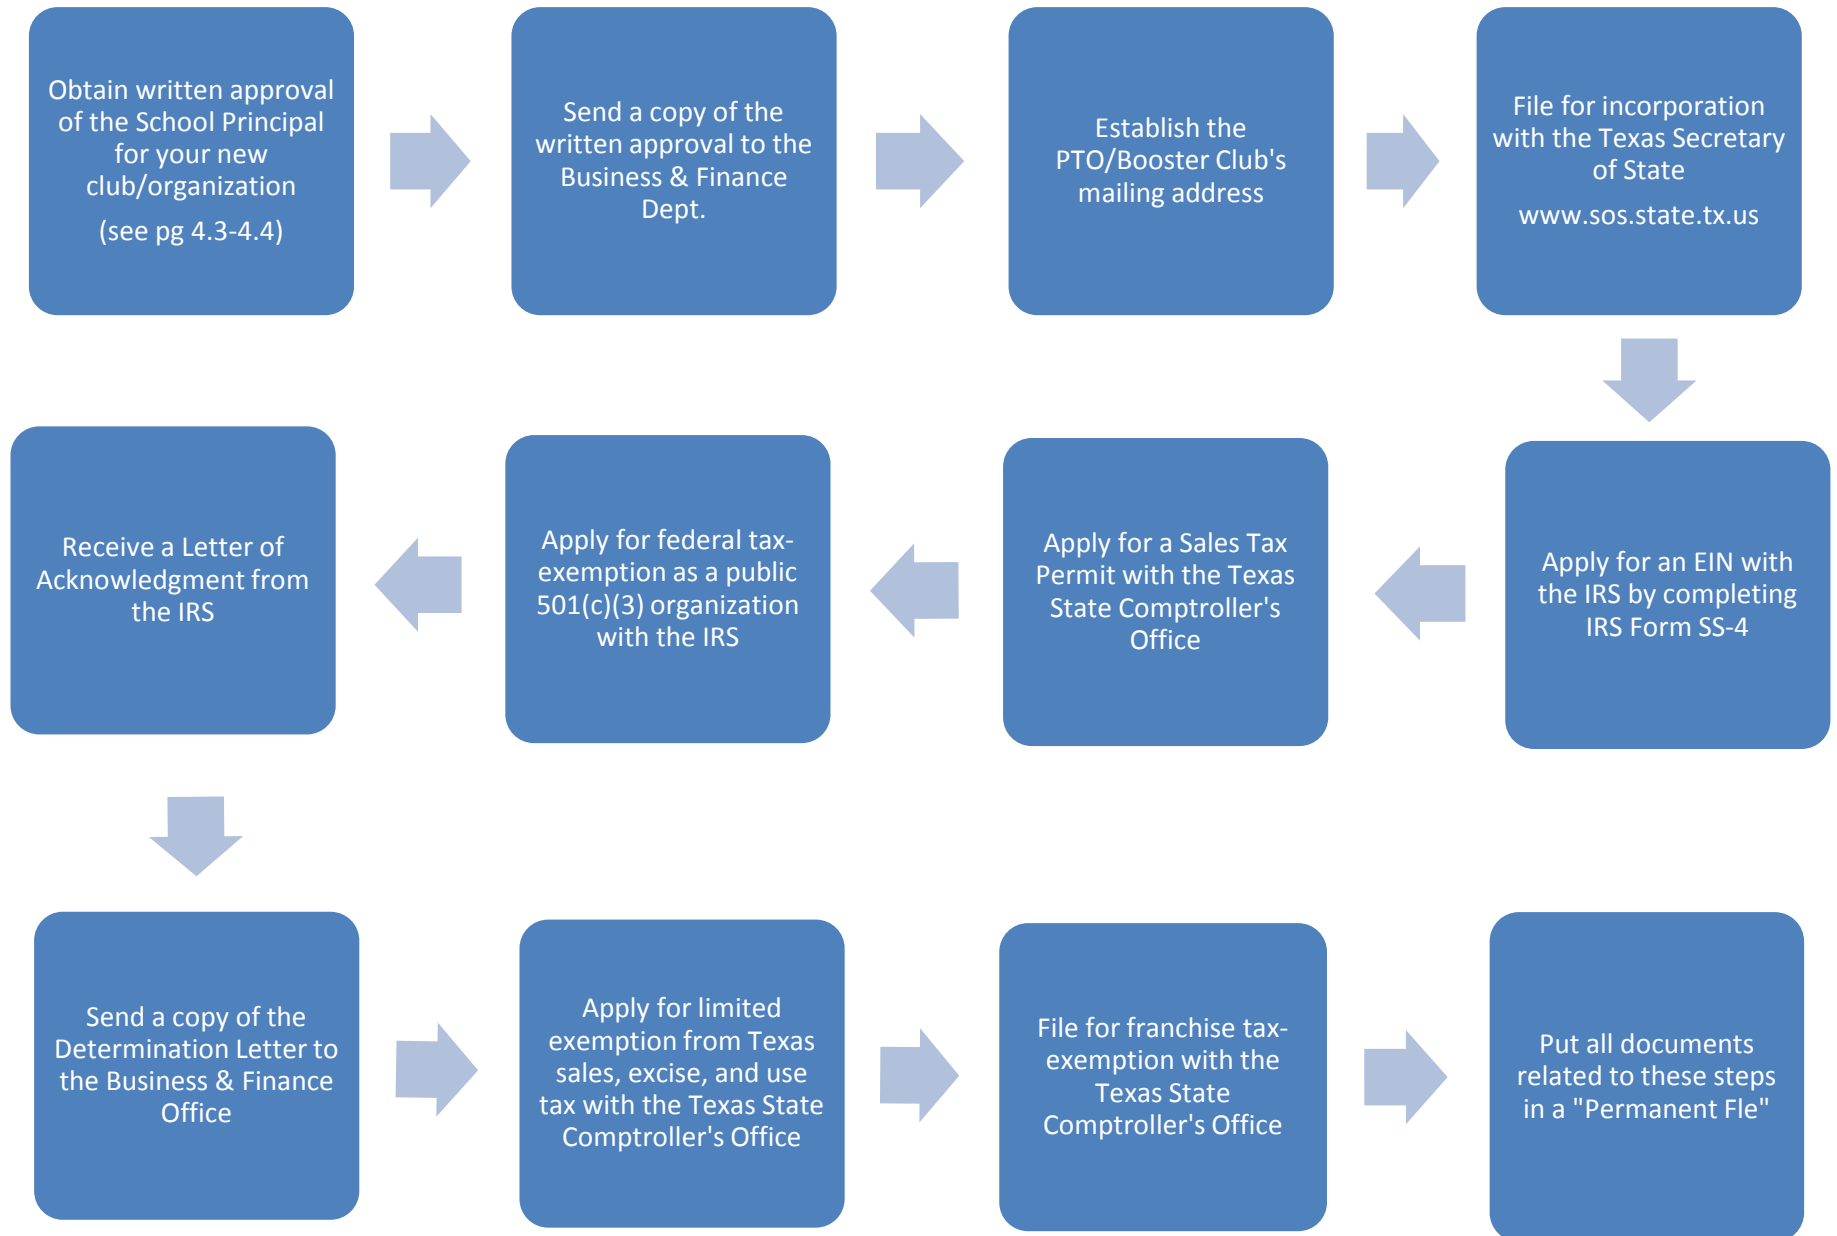 Obtain written approval
of the School Principal
for your new
club/organization
(see pg 4.3-4.4)
Send a copy of the
written approval to the
Business & Finance
Dept.
Establish the
PTO/Booster Club's
mailing address
File for incorporation
with the Texas Secretary
of State
www.sos.state.tx.us
Apply for an EIN with
the IRS by completing
IRS Form SS-4
Apply for a Sales Tax
Permit with the Texas
State Comptroller's
Office
Apply for federal tax-
exemption as a public
501(c)(3) organization
with the IRS
Receive a Letter of
Acknowledgment from
the IRS
Send a copy of the
Determination Letter to
the Business & Finance
Office
Apply for limited
exemption from Texas
sales, excise, and use
tax with the Texas State
Comptroller's Office
File for franchise tax-
exemption with the
Texas State
Comptroller's Office
Put all documents
related to these steps
in a "Permanent Fle"